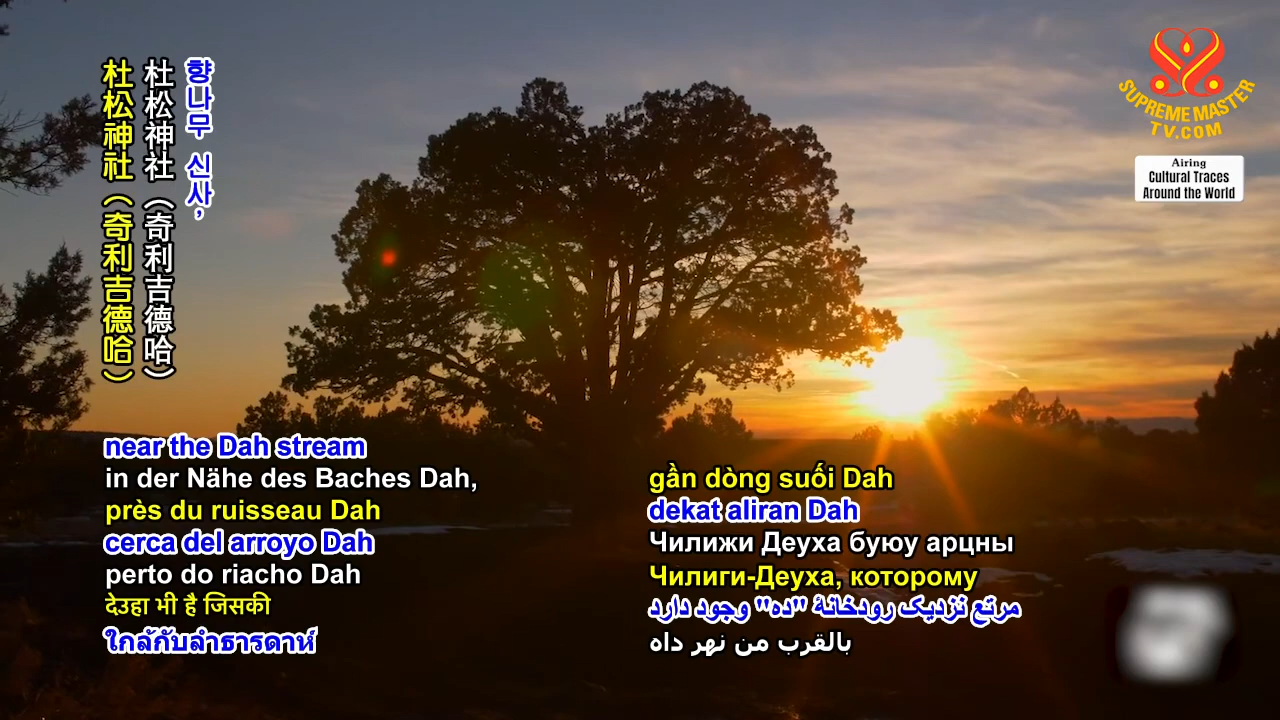 향나무 신사,
杜松神社（奇利吉德哈）
杜松神社（奇利吉德哈）
SUPREME MASTER
TV.COM
Airing
Cultural Traces
Around the World
near the Dah stream
in der Nähe des Baches Dah,
près du ruisseau Dah
cerca del arroyo Dah
perto do riacho Dah
देउहा भी है जिसकी
ใกล้กับลำธารดาห์
gần dòng suối Dah
dekat aliran Dah
Чилижи Деуха буюу арцны
Чилиги-Деуха, которому
مرتع نزدیک رودخانهٔ "ده" وجود دارد
بالقرب من نهر داه